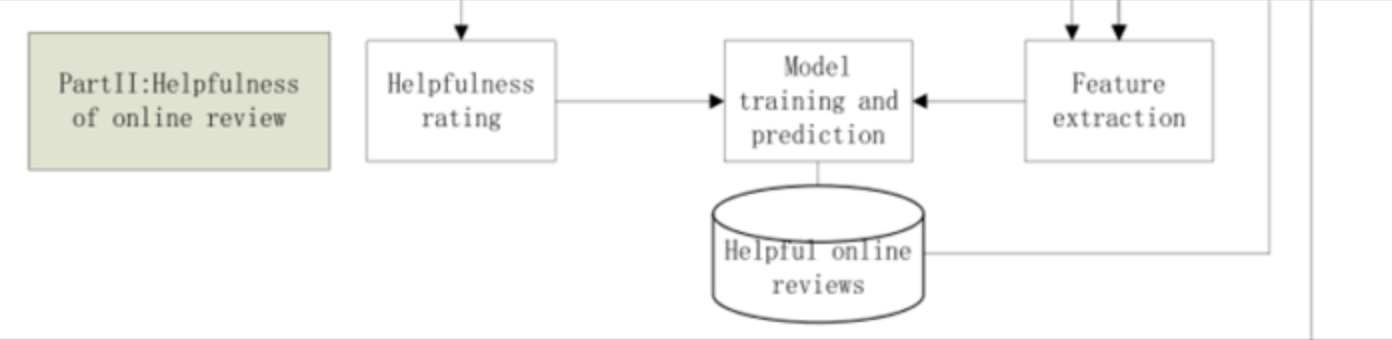 PartII:Helpfulness
of online review
Helpfulness
rating
Model
training and
prediction
Feature
extraction
Helpful online
reviews